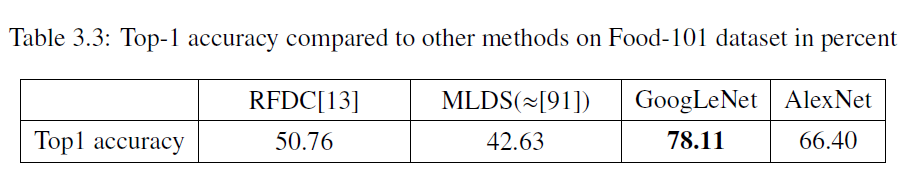 Table 3.3: Top-1 accuracy compared to other methods on Food-101 dataset in percent
RFDC[13] MLDS(≈[91]) GoogLeNet AlexNet
Top1 accuracy 50.76 42.63 78.11 66.40